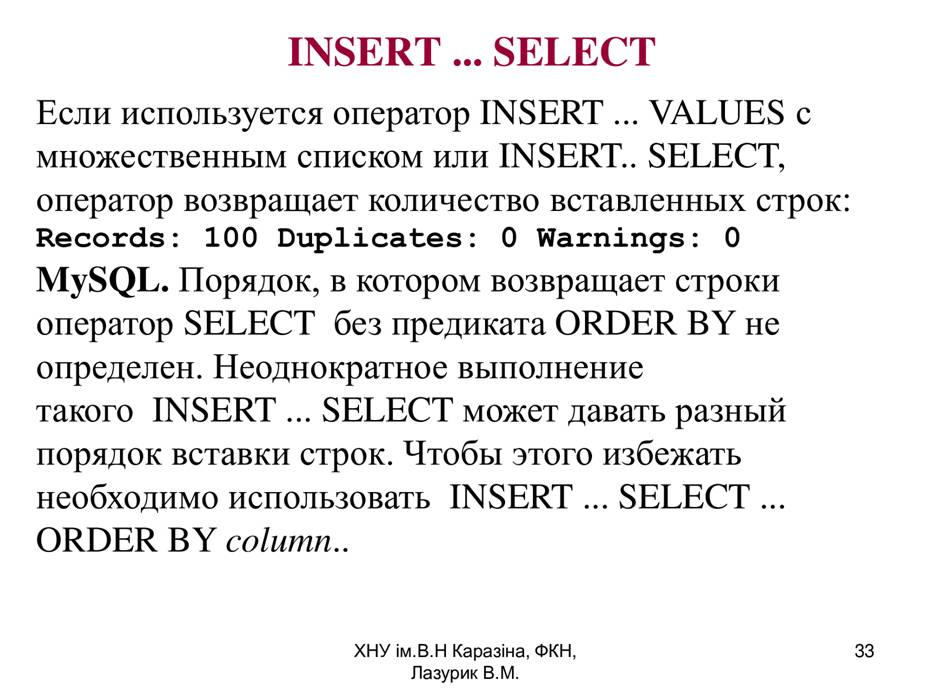 INSERT ... SELECT
Если используется оператор INSERT ... VALUES с
множественным списком или INSERT.. SELECT,
оператор возвращает количество вставленных строк:
Records: 100 Duplicates: 0 Warnings: 0
MySQL. Порядок, в котором возвращает строки
оператор SELECT  без предиката ORDER BY не
определен. Неоднократное выполнение
такого  INSERT ... SELECT может давать разный
порядок вставки строк. Чтобы этого избежать
необходимо использовать  INSERT ... SELECT ...
ORDER BY column..
ХНУ ім.В.Н Каразіна, ФКН,
Лазурик В.М.
33